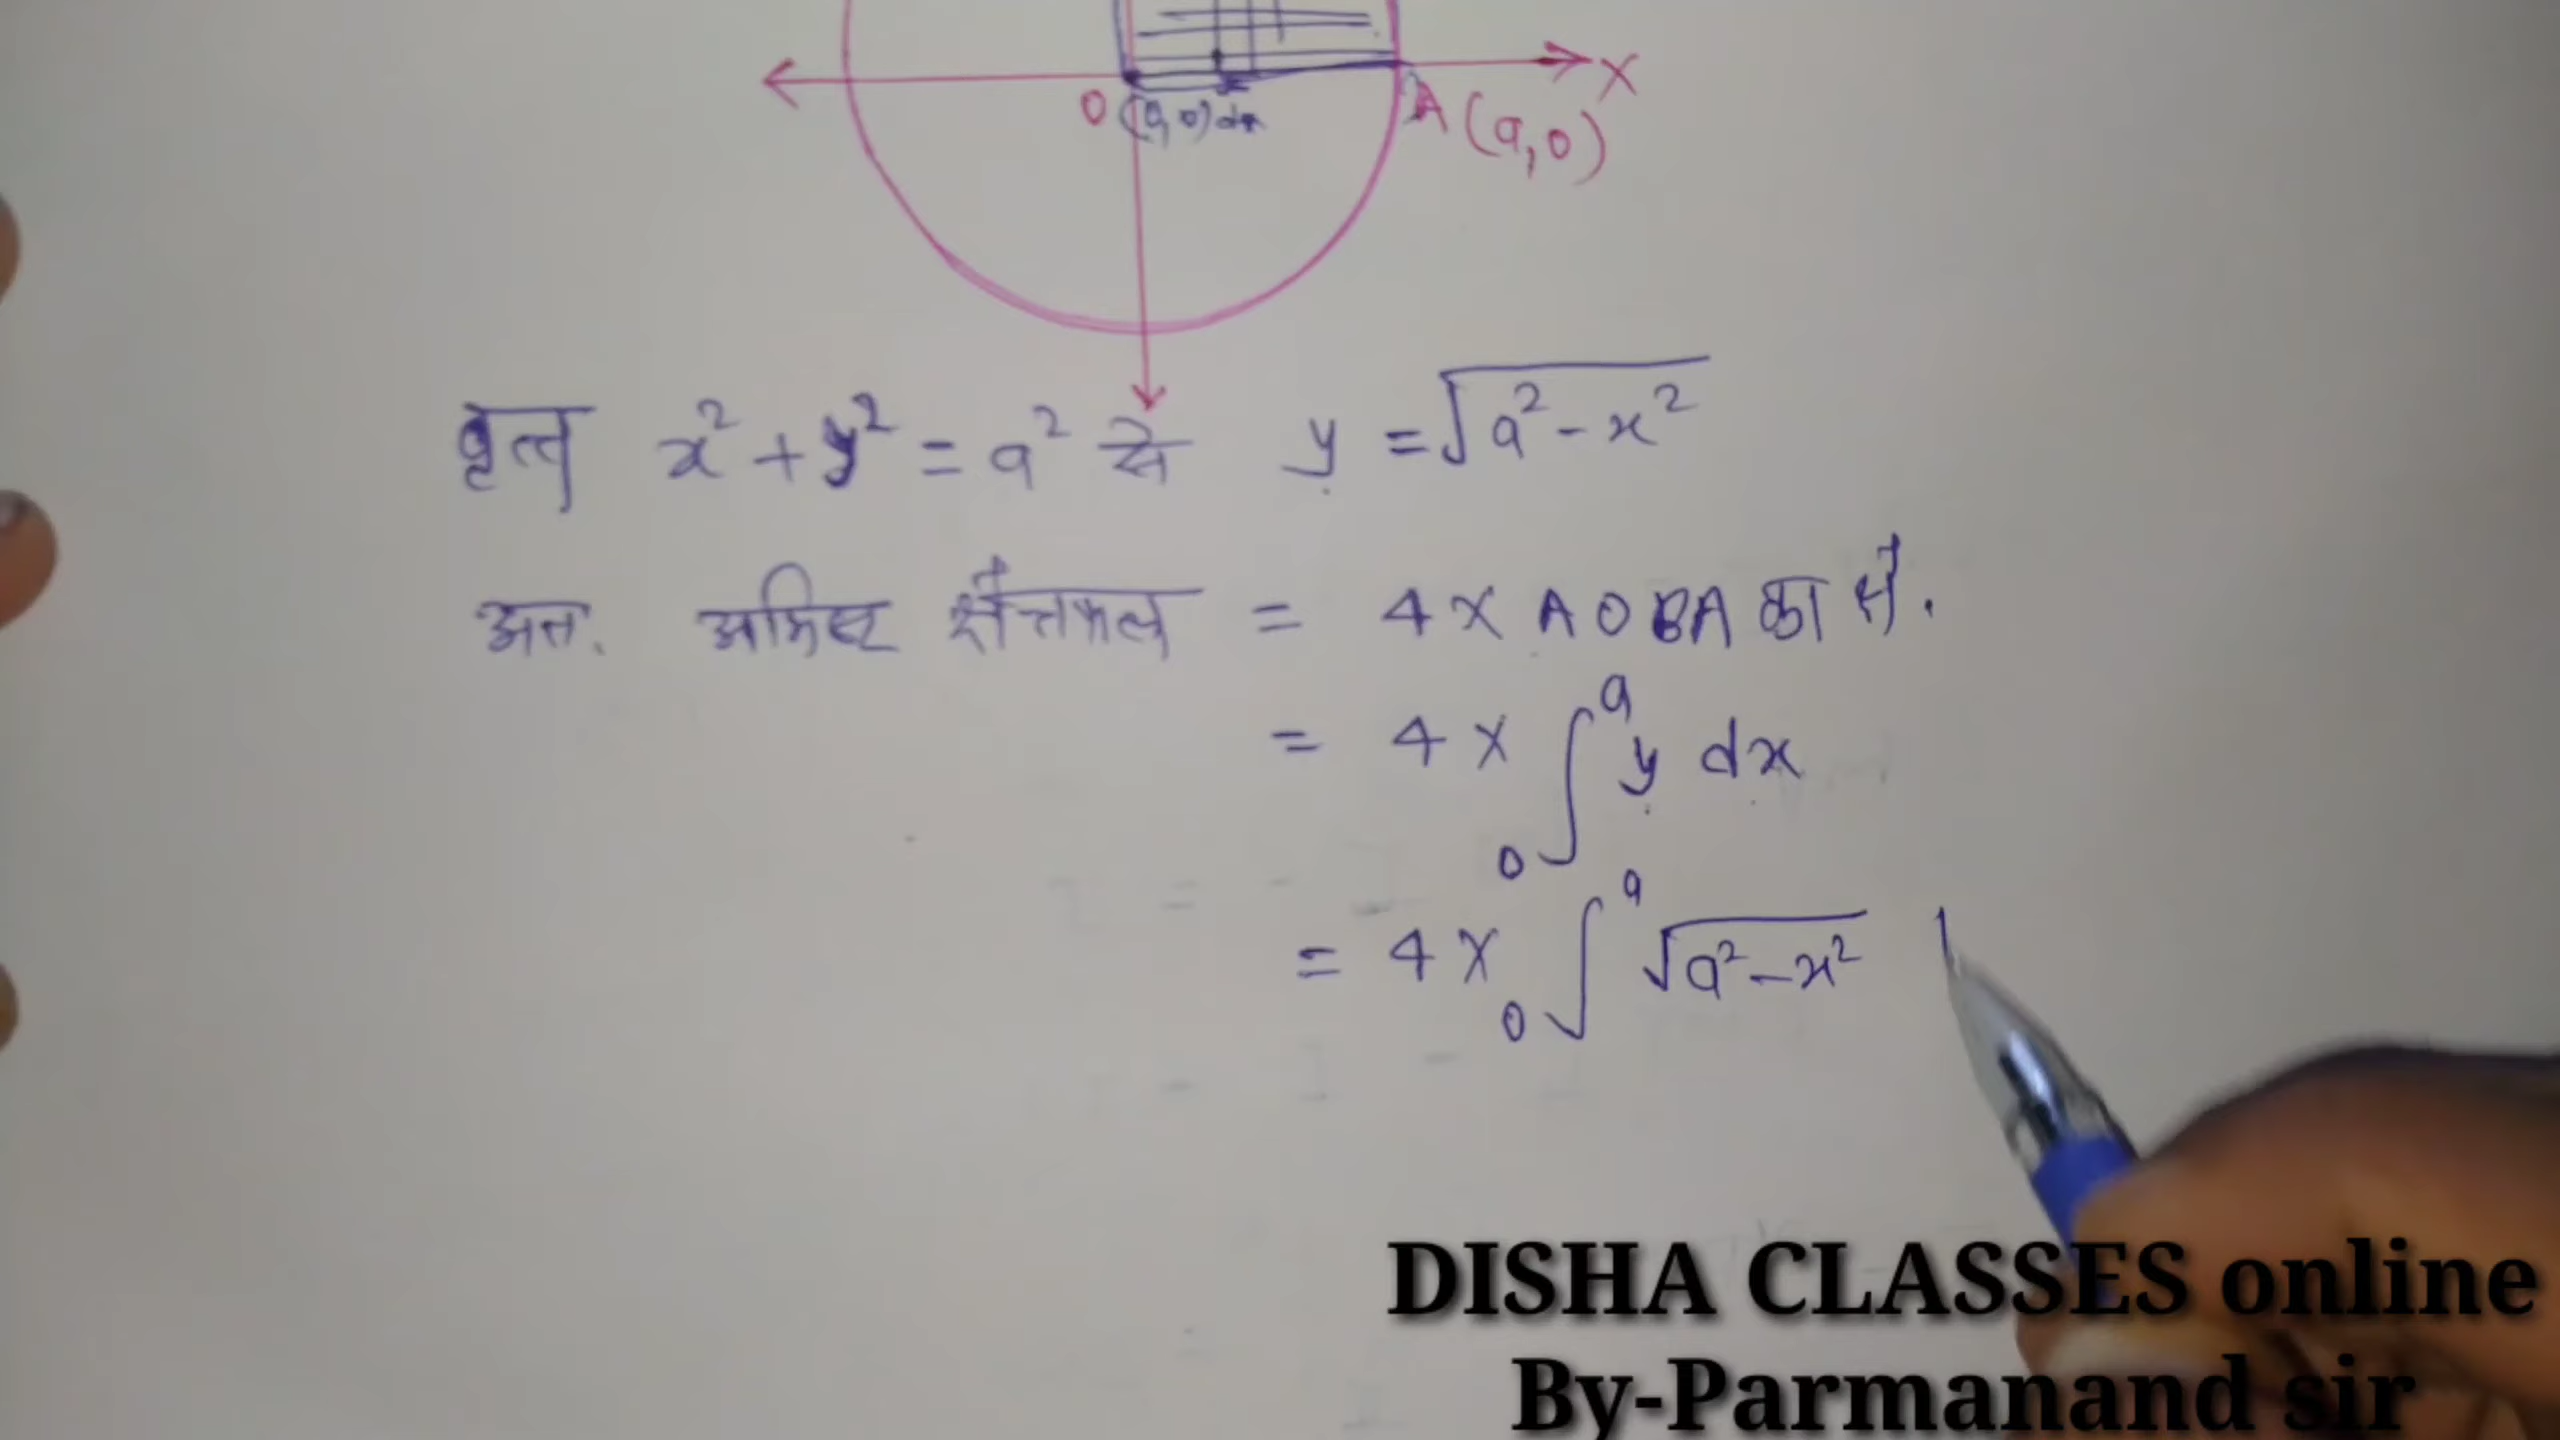 X
O (0,0) dx A (a,0)
वृत्त x² + y² = a² से y = √a² - x²
अतः अभिष्ट क्षेत्रफल = 4 X AOBA का क्षे.
= 4 X ∫₀ᵃ y dx
= 4 X ∫₀ᵃ √a² - x²
DISHA CLASSES online
By-Parmanand sir